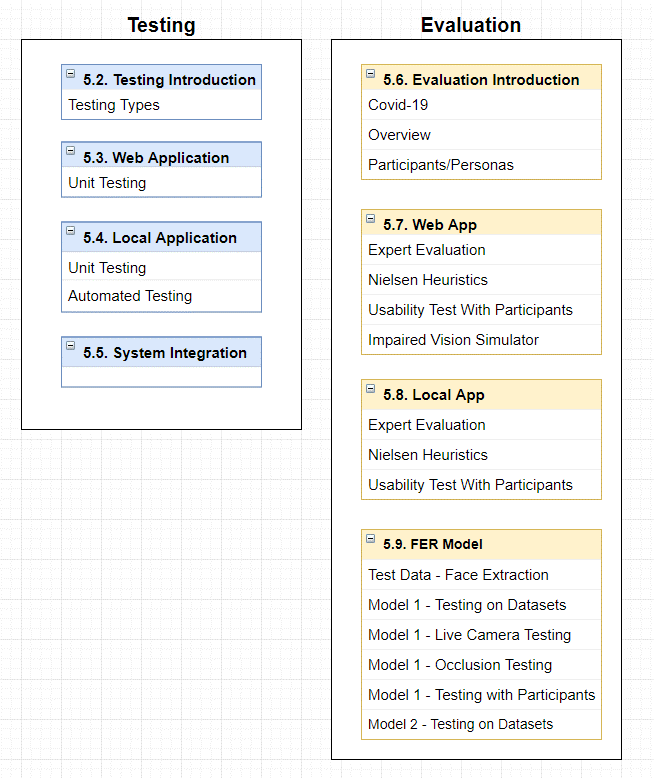 Testing
5.2. Testing Introduction
Testing Types
5.3. Web Application
Unit Testing
5.4. Local Application
Unit Testing
Automated Testing
5.5. System Integration
Evaluation
5.6. Evaluation Introduction
Covid-19
Overview
Participants/Personas
5.7. Web App
Expert Evaluation
Nielsen Heuristics
Usability Test With Participants
Impaired Vision Simulator
5.8. Local App
Expert Evaluation
Nielsen Heuristics
Usability Test With Participants
5.9. FER Model
Test Data - Face Extraction
Model 1 - Testing on Datasets
Model 1 - Live Camera Testing
Model 1 - Occlusion Testing
Model 1 - Testing with Participants
Model 2 - Testing on Datasets